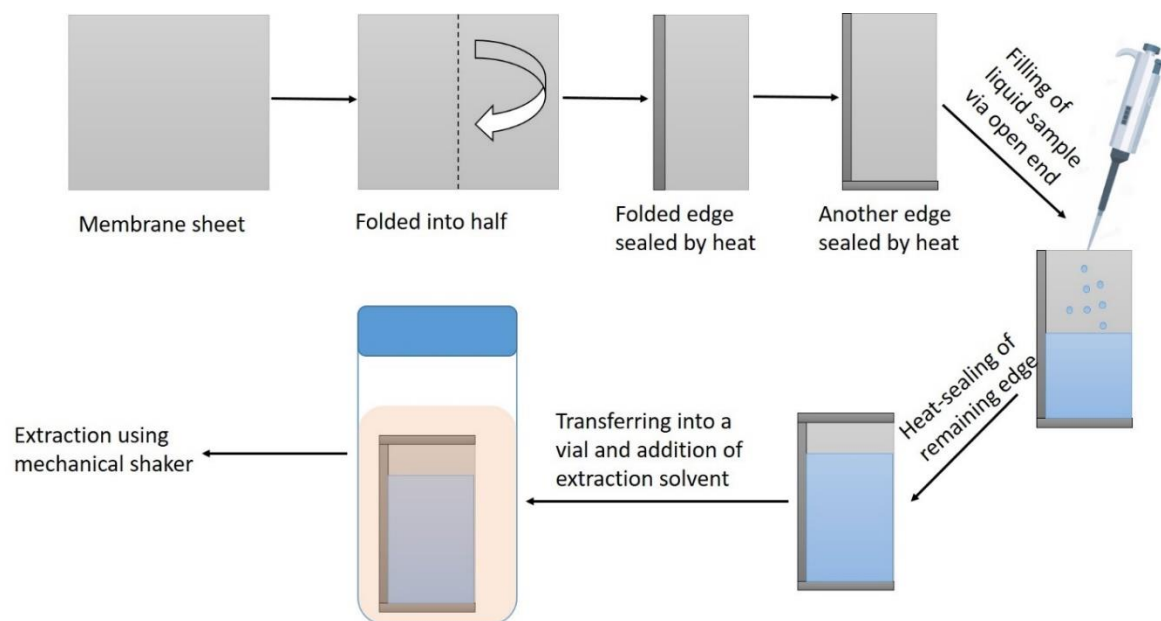 Membrane sheet
Folded into half
Folded edge
sealed by heat
Another edge
sealed by heat
Filling of
liquid sample
via open end
Heat-sealing of
remaining edge
Transferring into a
vial and addition of
extraction solvent
Extraction using
mechanical shaker